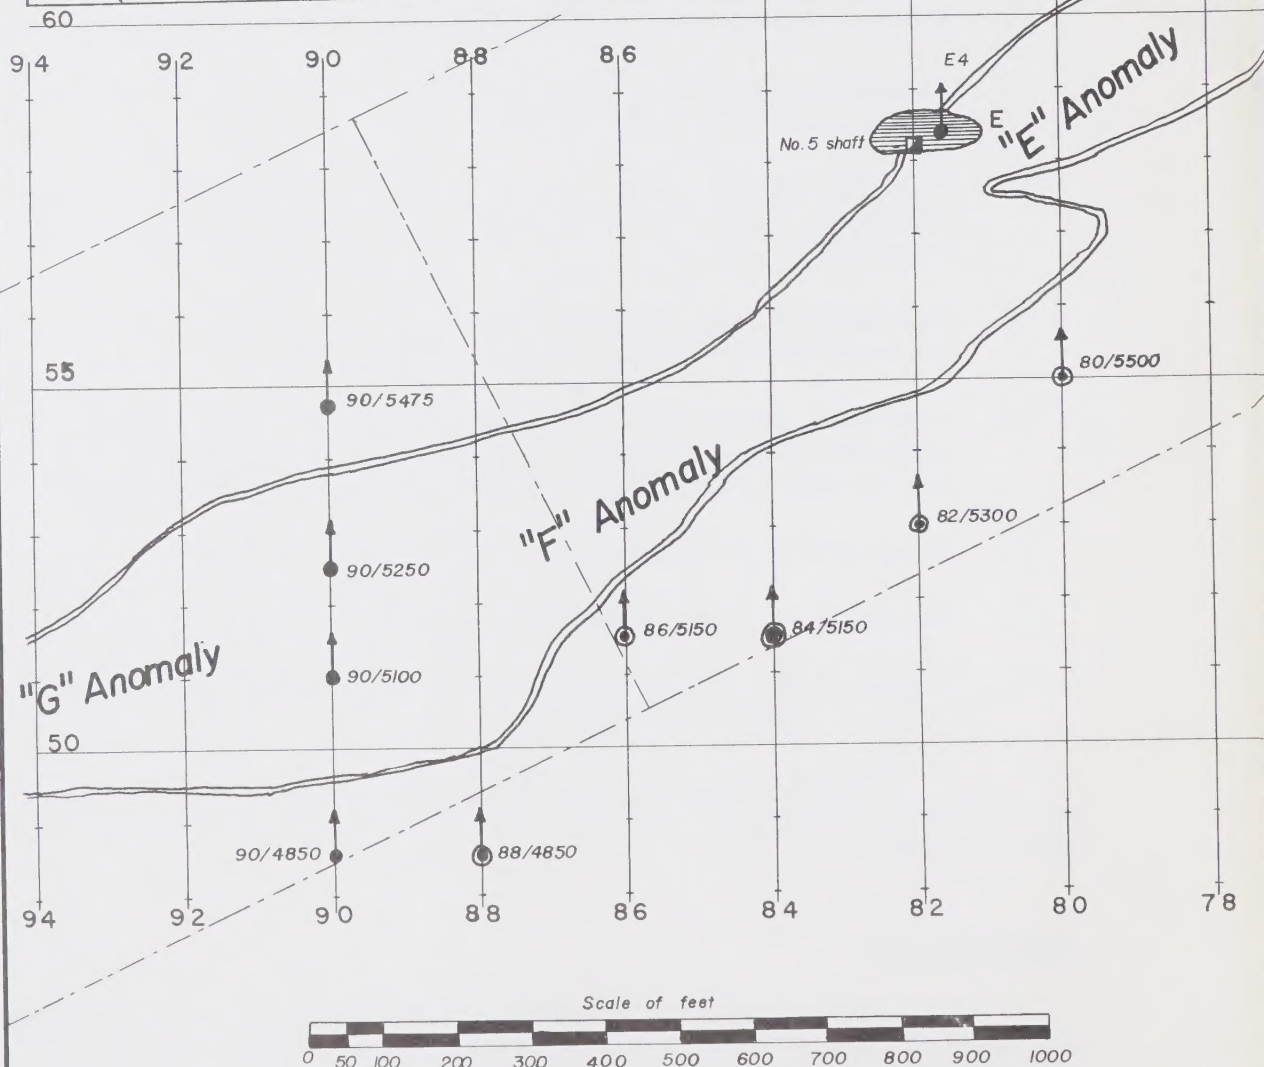 60
94 92 90 88 86
E4
E
"E" Anomaly
No. 5 shaft
55
80/5500
90/5475
"F" Anomaly
82/5300
90/5250
86/5150
84/5150
"G" Anomaly
90/5100
50
90/4850
88/4850
94 92 90 88 86 84 82 80 78
Scale of feet
0 50 100 200 300 400 500 600 700 800 900 1000